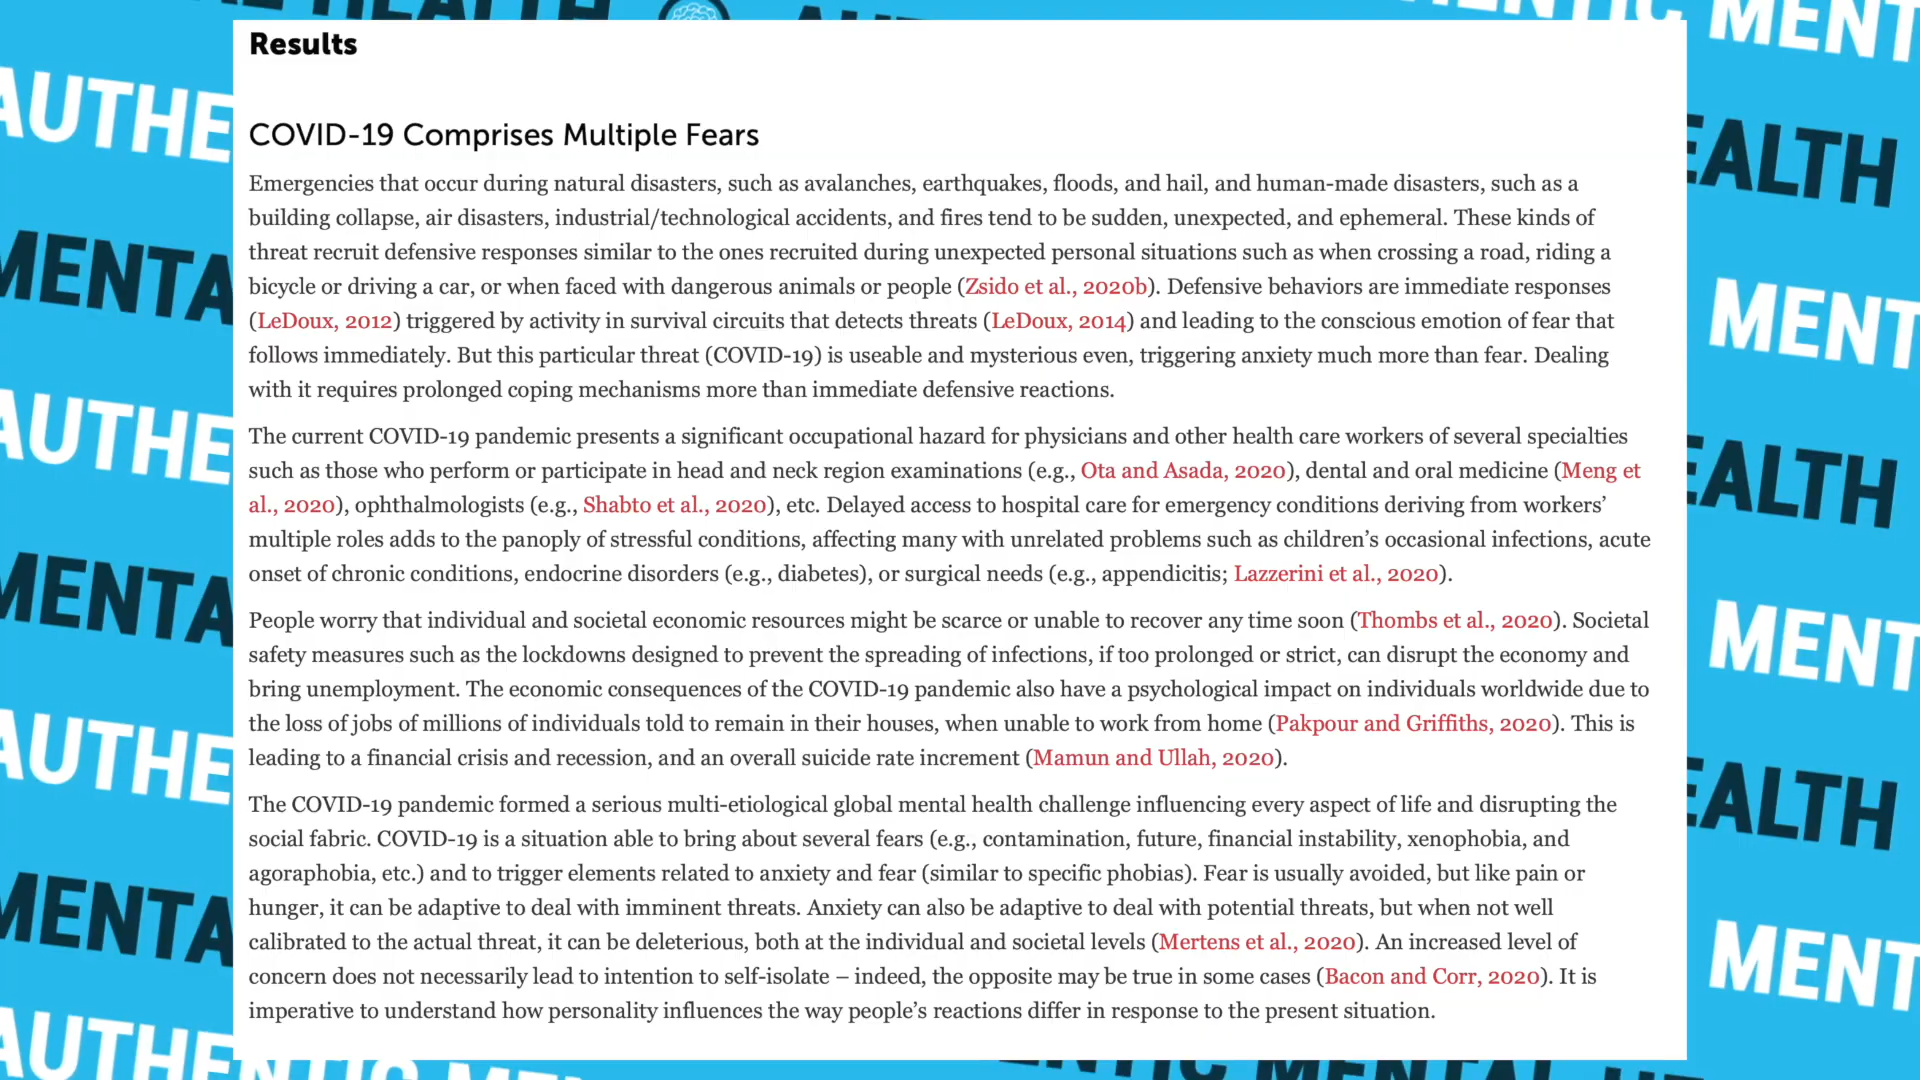 Results
COVID-19 Comprises Multiple Fears
Emergencies that occur during natural disasters, such as avalanches, earthquakes, floods, and hail, and human-made disasters, such as a
building collapse, air disasters, industrial/technological accidents, and fires tend to be sudden, unexpected, and ephemeral. These kinds of
threat recruit defensive responses similar to the ones recruited during unexpected personal situations such as when crossing a road, riding a
bicycle or driving a car, or when faced with dangerous animals or people (Zsido et al., 2020b). Defensive behaviors are immediate responses
(LeDoux, 2012) triggered by activity in survival circuits that detects threats (LeDoux, 2014) and leading to the conscious emotion of fear that
follows immediately. But this particular threat (COVID-19) is useable and mysterious even, triggering anxiety much more than fear. Dealing
with it requires prolonged coping mechanisms more than immediate defensive reactions.
The current COVID-19 pandemic presents a significant occupational hazard for physicians and other health care workers of several specialties
such as those who perform or participate in head and neck region examinations (e.g., Ota and Asada, 2020), dental and oral medicine (Meng et
al., 2020), ophthalmologists (e.g., Shabto et al., 2020), etc. Delayed access to hospital care for emergency conditions deriving from workers’
multiple roles adds to the panoply of stressful conditions, affecting many with unrelated problems such as children’s occasional infections, acute
onset of chronic conditions, endocrine disorders (e.g., diabetes), or surgical needs (e.g., appendicitis; Lazzerini et al., 2020).
People worry that individual and societal economic resources might be scarce or unable to recover any time soon (Thombs et al., 2020). Societal
safety measures such as the lockdowns designed to prevent the spreading of infections, if too prolonged or strict, can disrupt the economy and
bring unemployment. The economic consequences of the COVID-19 pandemic also have a psychological impact on individuals worldwide due to
the loss of jobs of millions of individuals told to remain in their houses, when unable to work from home (Pakpour and Griffiths, 2020). This is
leading to a financial crisis and recession, and an overall suicide rate increment (Mamun and Ullah, 2020).
The COVID-19 pandemic formed a serious multi-etiological global mental health challenge influencing every aspect of life and disrupting the
social fabric. COVID-19 is a situation able to bring about several fears (e.g., contamination, future, financial instability, xenophobia, and
agoraphobia, etc.) and to trigger elements related to anxiety and fear (similar to specific phobias). Fear is usually avoided, but like pain or
hunger, it can be adaptive to deal with imminent threats. Anxiety can also be adaptive to deal with potential threats, but when not well
calibrated to the actual threat, it can be deleterious, both at the individual and societal levels (Mertens et al., 2020). An increased level of
concern does not necessarily lead to intention to self-isolate – indeed, the opposite may be true in some cases (Bacon and Corr, 2020). It is
imperative to understand how personality influences the way people’s reactions differ in response to the present situation.
AUTHE
MENTA
AUTHE
MENTA
AUTHE
MENTA
MENT
EALTH
MENT
EALTH
MENT
EALTH
MENT